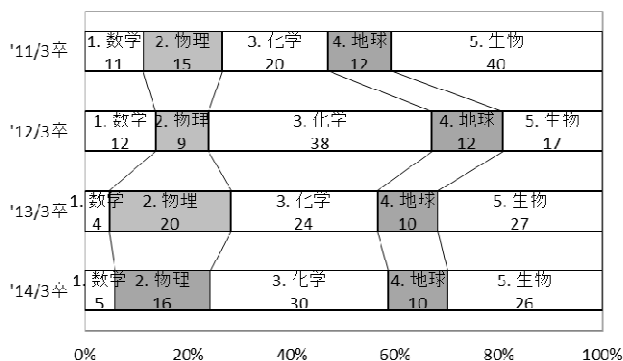 '11/3卒
1. 数学 2. 物理 3. 化学 4. 地球 5. 生物
11 15 20 12 40
'12/3卒
1. 数学 2. 物理 3. 化学 4. 地球 5. 生物
12 9 38 12 17
'13/3卒
1. 数学 2. 物理 3. 化学 4. 地球 5. 生物
4 20 24 10 27
'14/3卒
1. 数学 2. 物理 3. 化学 4. 地球 5. 生物
5 16 30 10 26
0% 20% 40% 60% 80% 100%